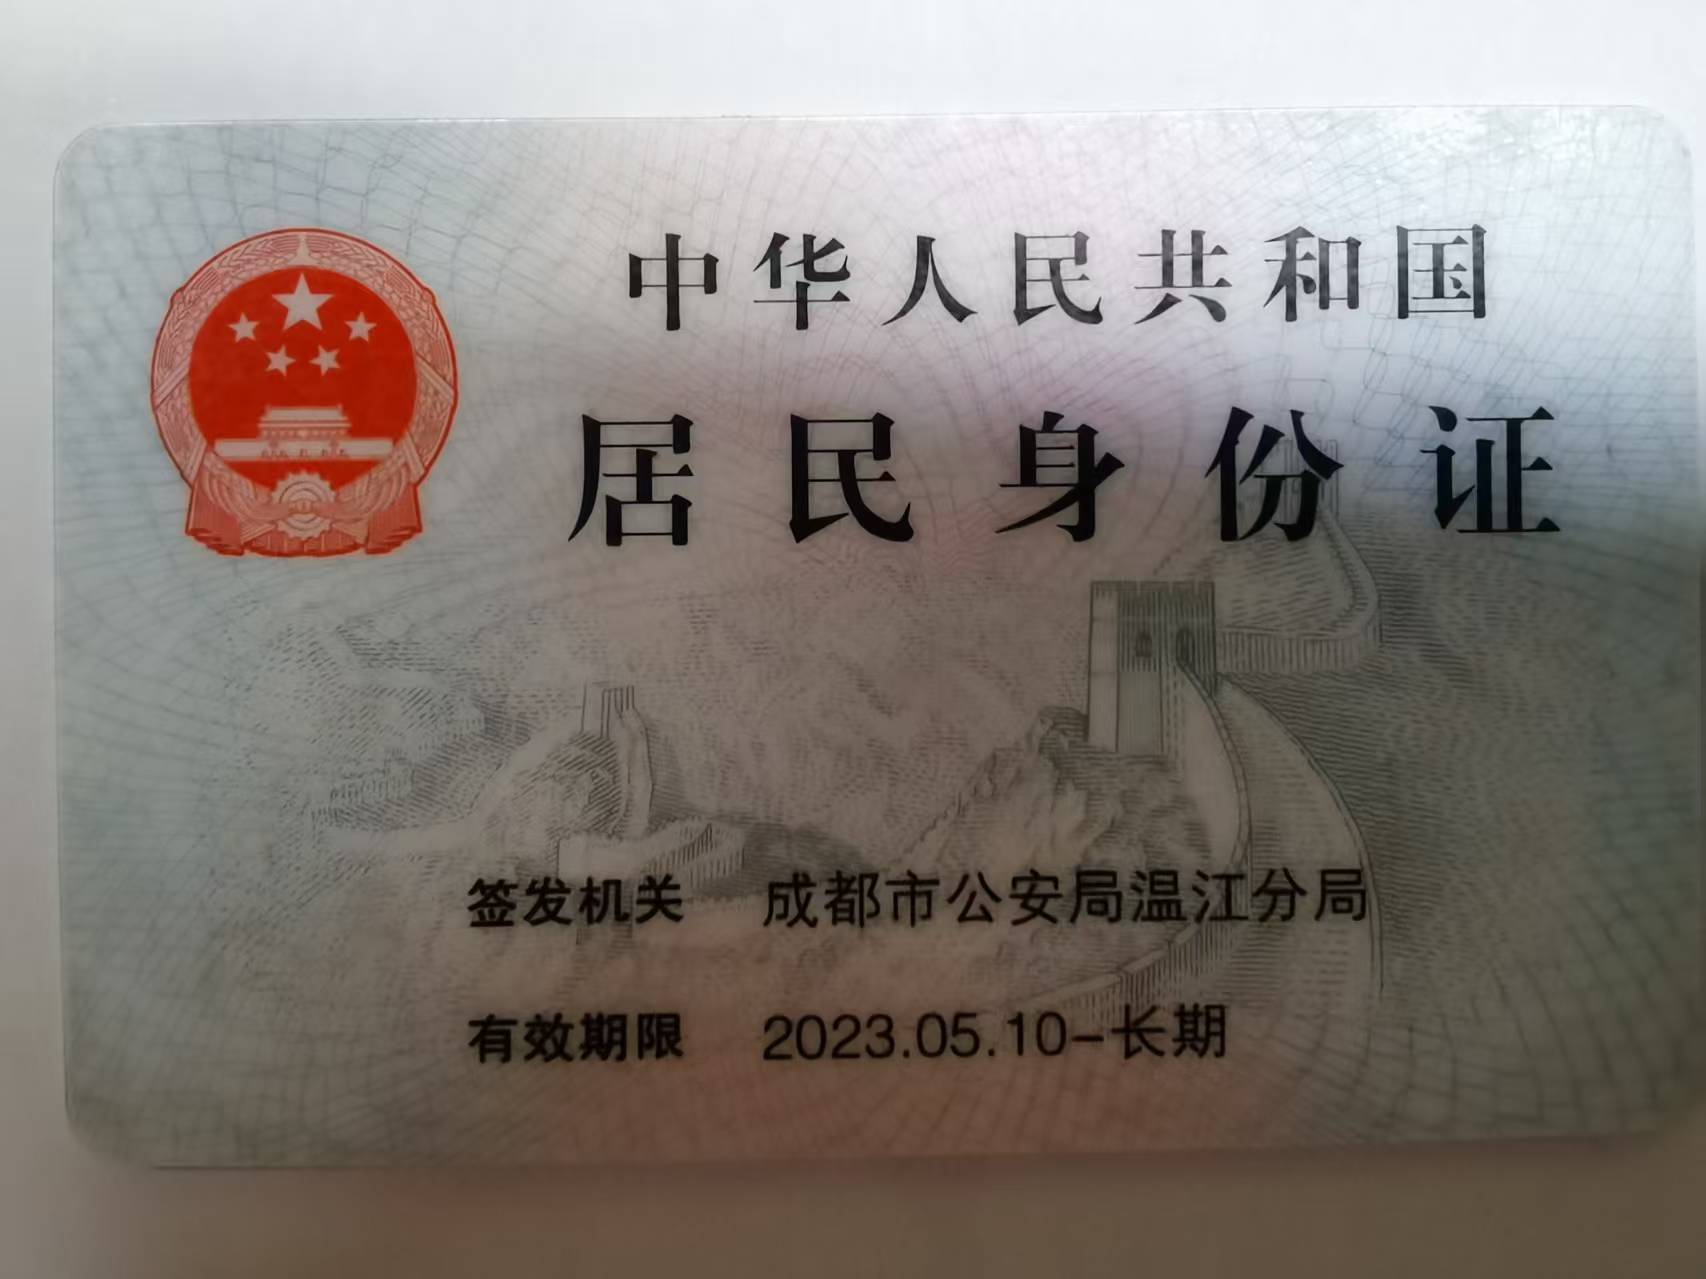 中华人民共和国
居民身份证
签发机关 成都市公安局温江分局
有效期限 2023.05.10-长期